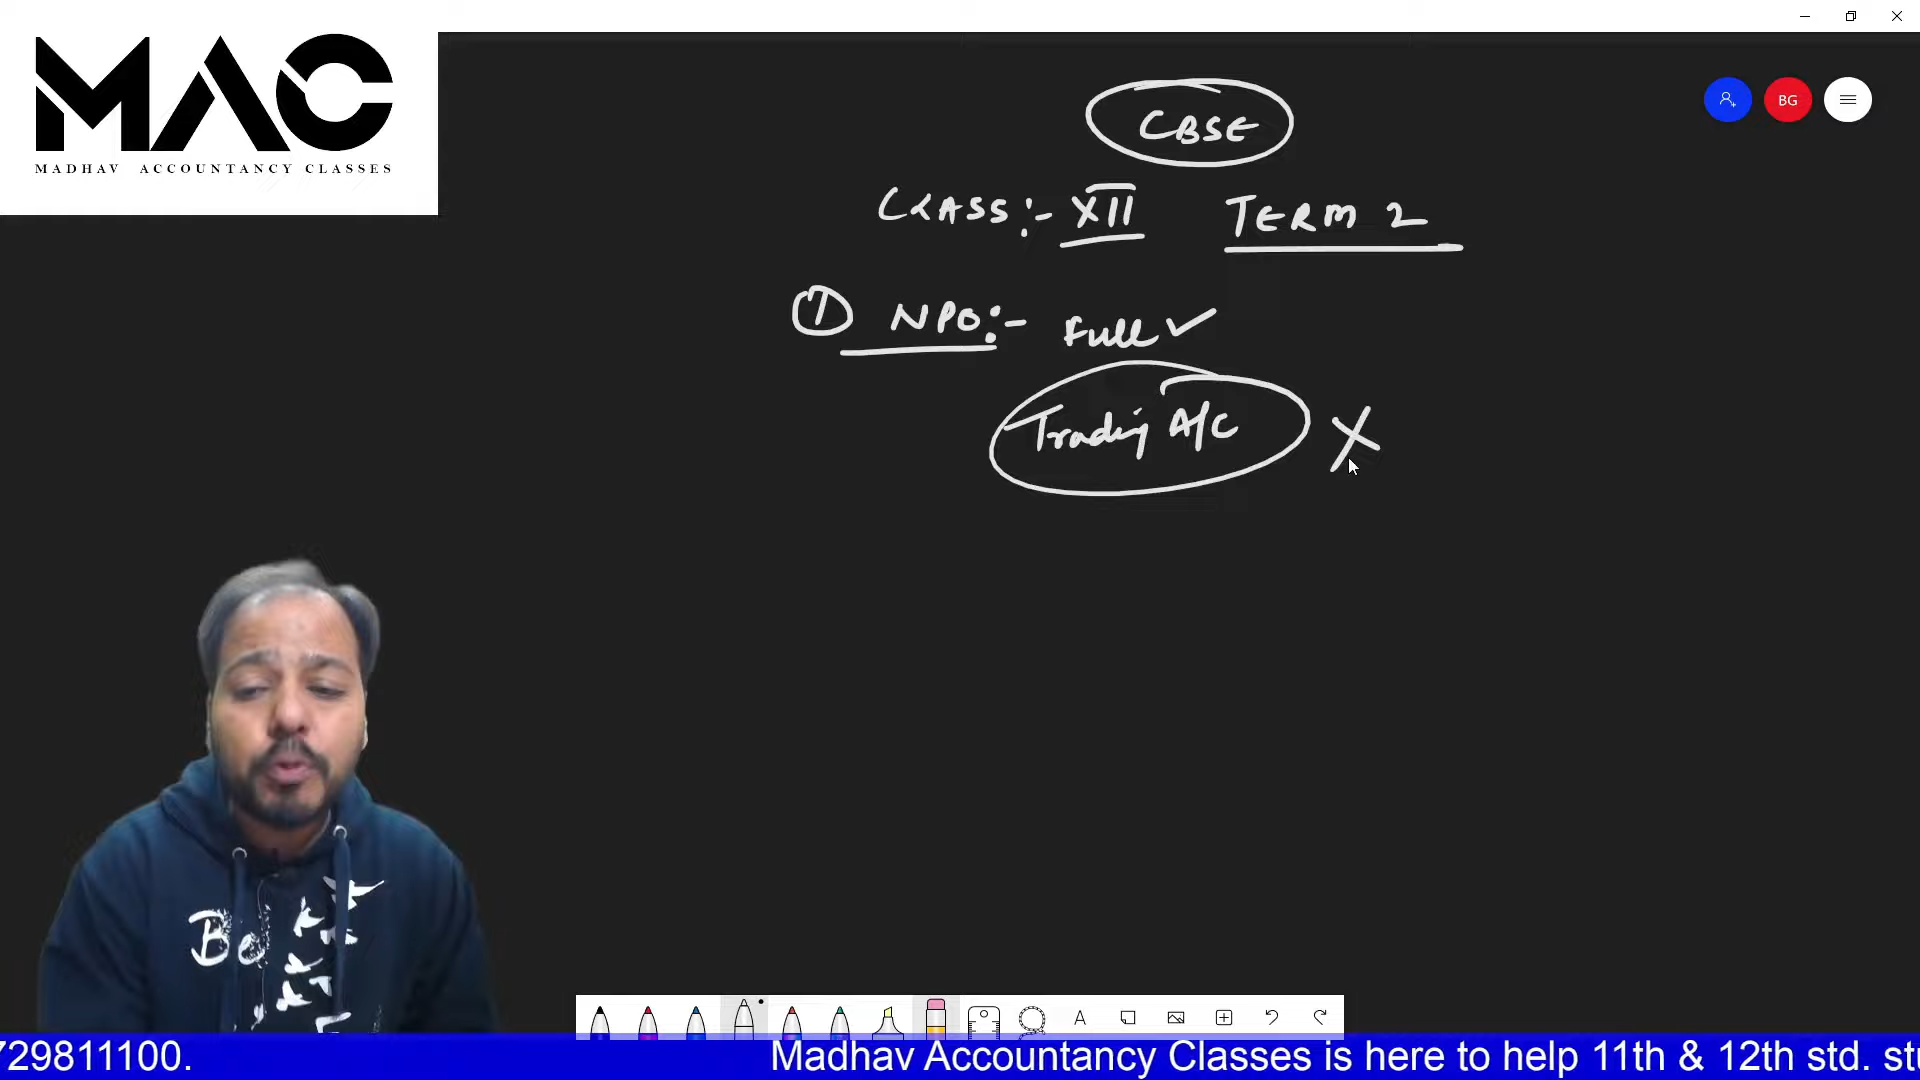 MAC
MADHAV ACCOUNTANCY CLASSES
BG
CBSE
CLASS:- XII TERM 2
① NPO:- Full ✓
Trading A/C X
Be
A
729811100. Madhav Accountancy Classes is here to help 11th & 12th std. st